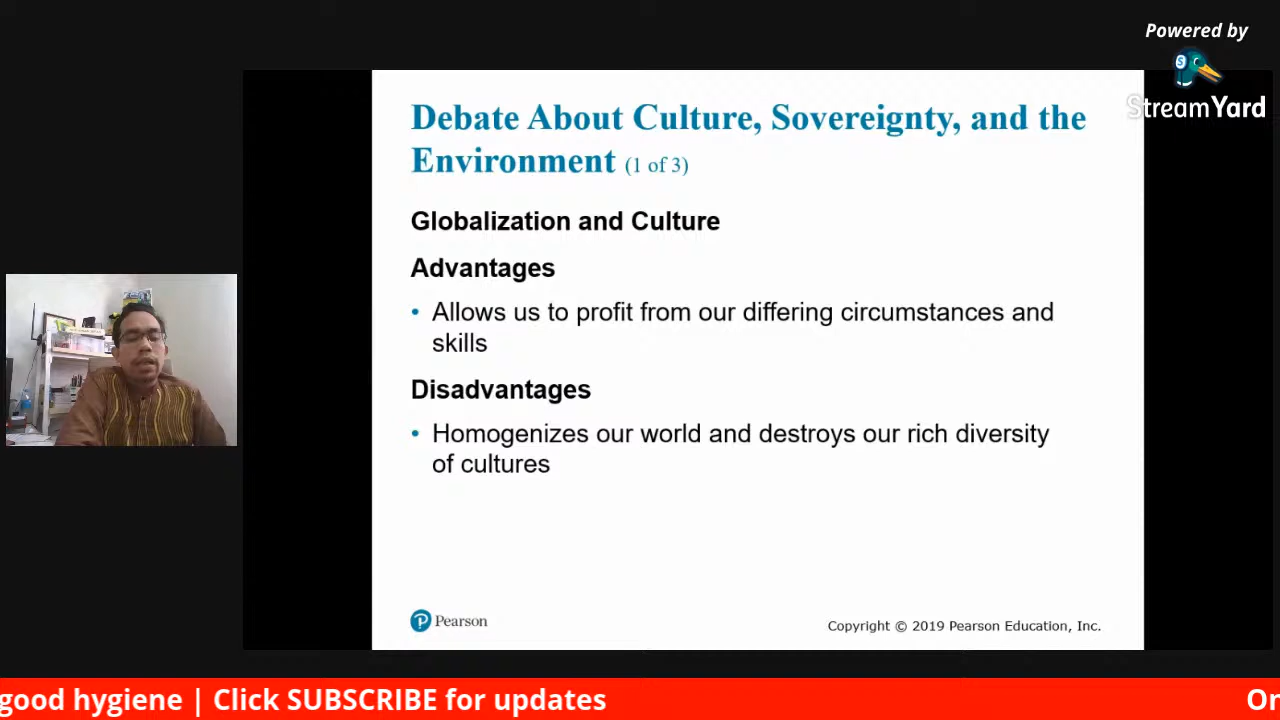 Powered by
StreamYard
Debate About Culture, Sovereignty, and the
Environment (1 of 3)
Globalization and Culture
Advantages
• Allows us to profit from our differing circumstances and
skills
Disadvantages
• Homogenizes our world and destroys our rich diversity
of cultures
Pearson
Copyright © 2019 Pearson Education, Inc.
good hygiene | Click SUBSCRIBE for updates
On